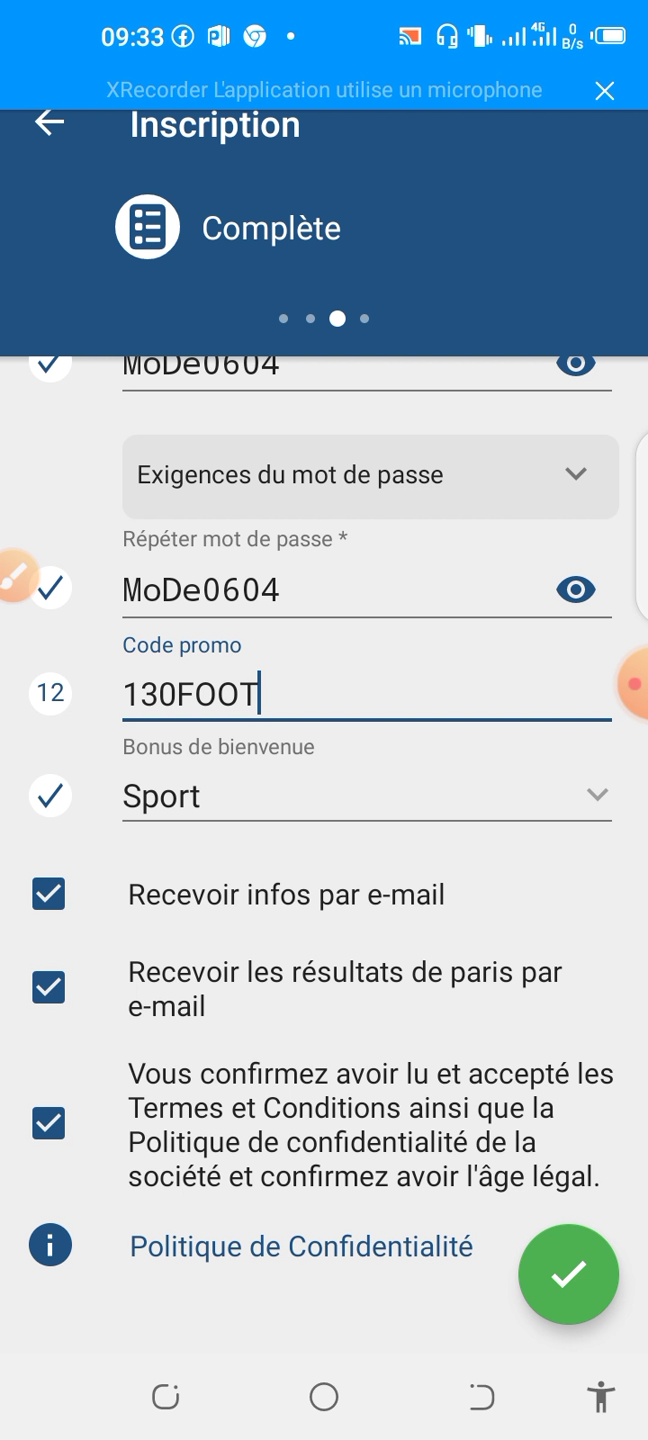 09:33
4G
0
B/s
XRecorder L'application utilise un microphone
Inscription
Complète
MoDe0604
Exigences du mot de passe
Répéter mot de passe *
MoDe0604
Code promo
12
130FOOT
Bonus de bienvenue
Sport
Recevoir infos par e-mail
Recevoir les résultats de paris par
e-mail
Vous confirmez avoir lu et accepté les
Termes et Conditions ainsi que la
Politique de confidentialité de la
société et confirmez avoir l'âge légal.
Politique de Confidentialité